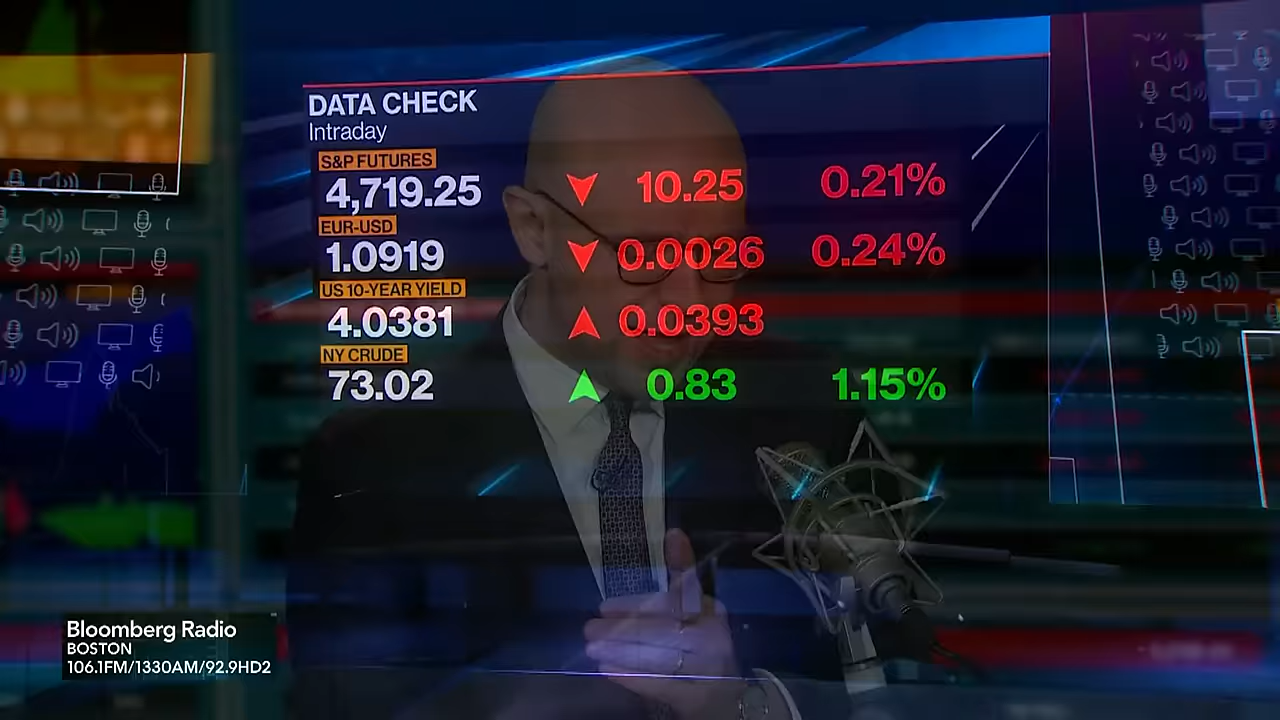 DATA CHECK
Intraday
S&P FUTURES
4,719.25 10.25 0.21%
EUR-USD
1.0919 0.0026 0.24%
US 10-YEAR YIELD
4.0381 0.0393
NY CRUDE
73.02 0.83 1.15%
Bloomberg Radio
BOSTON
106.1FM/1330AM/92.9HD2